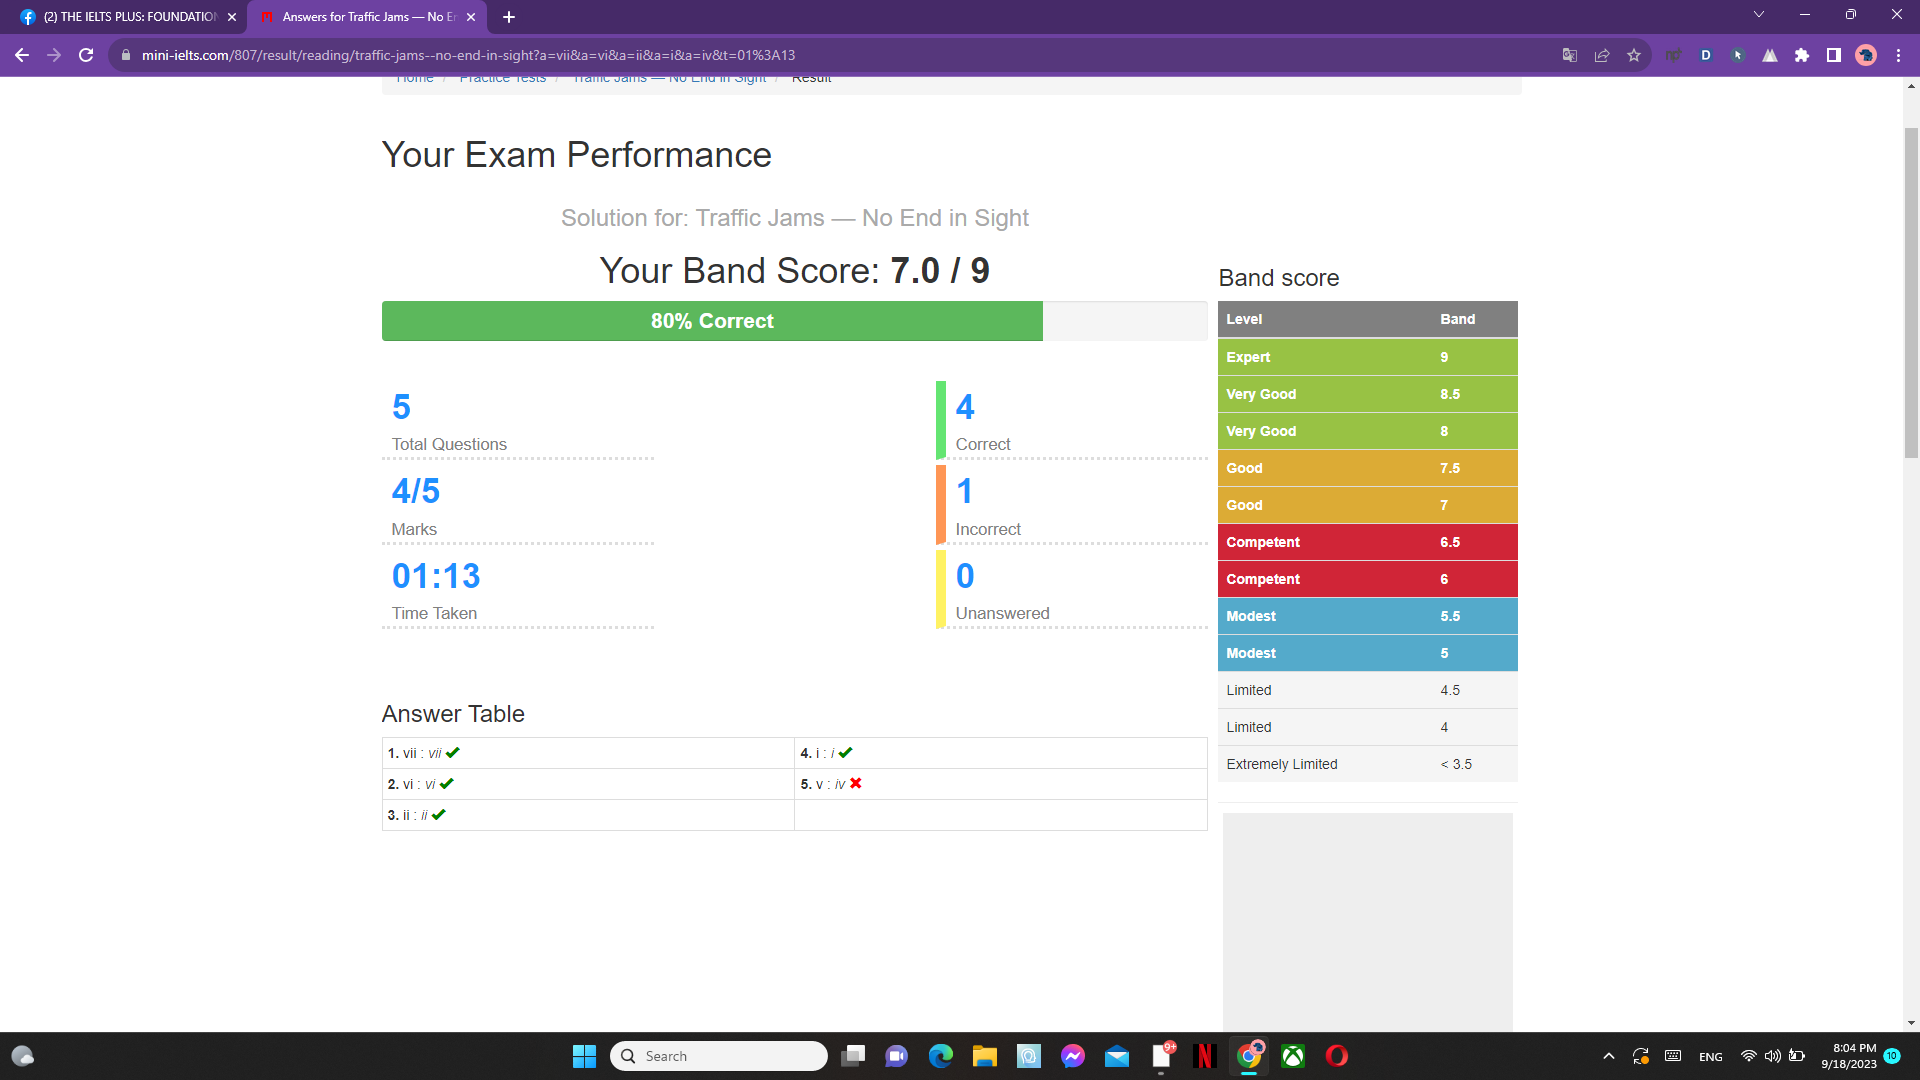 (2) THE IELTS PLUS: FOUNDATION
Answers for Traffic Jams — No En
mini-ielts.com/807/result/reading/traffic-jams--no-end-in-sight?a=vii&a=vi&a=ii&a=i&a=iv&t=01%3A13
Home / Practice Tests / Traffic Jams — No End in Sight / Result
Your Exam Performance
Solution for: Traffic Jams — No End in Sight
Your Band Score: 7.0 / 9
80% Correct
5
Total Questions
4
Correct
4/5
Marks
1
Incorrect
01:13
Time Taken
0
Unanswered
Answer Table
1. vii : vii ✔
4. i : i ✔
2. vi : vi ✔
5. v : iv ✖
3. ii : ii ✔
Band score
Level Band
Expert 9
Very Good 8.5
Very Good 8
Good 7.5
Good 7
Competent 6.5
Competent 6
Modest 5.5
Modest 5
Limited 4.5
Limited 4
Extremely Limited < 3.5
Search
9+
ENG
8:04 PM
9/18/2023
10